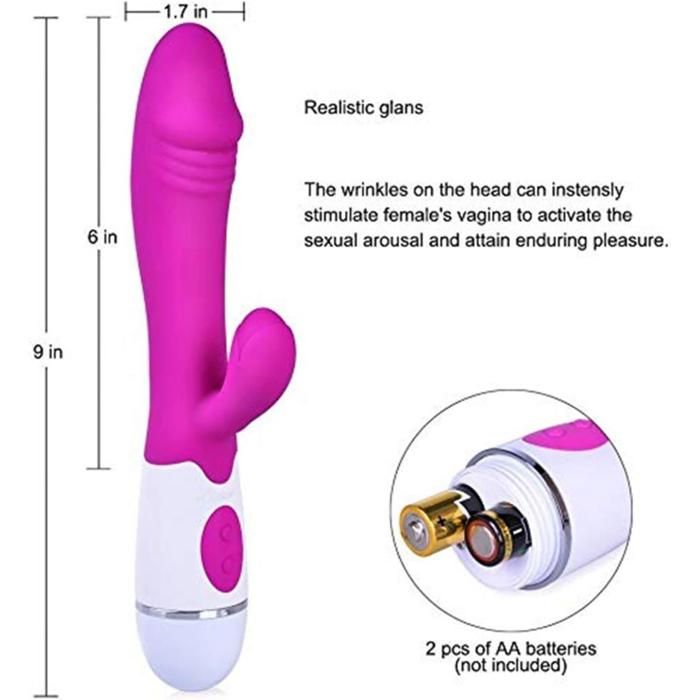 1.7 in
Realistic glans
The wrinkles on the head can instensly
stimulate female's vagina to activate the
sexual arousal and attain enduring pleasure.
6 in
9 in
2 pcs of AA batteries
(not included)